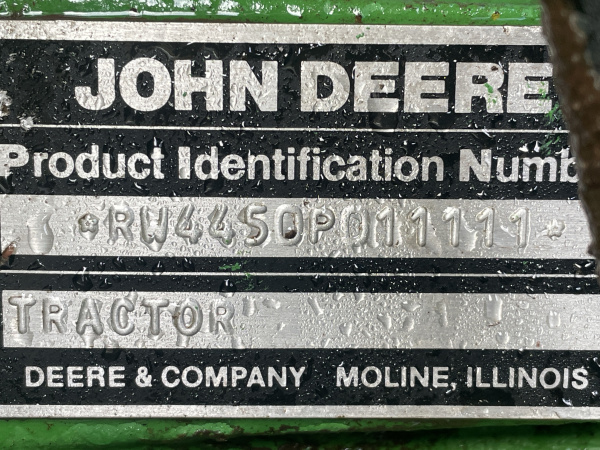 JOHN DEERE
Product Identification Numb
*RW4450P011111*
TRACTOR
DEERE & COMPANY MOLINE, ILLINOIS